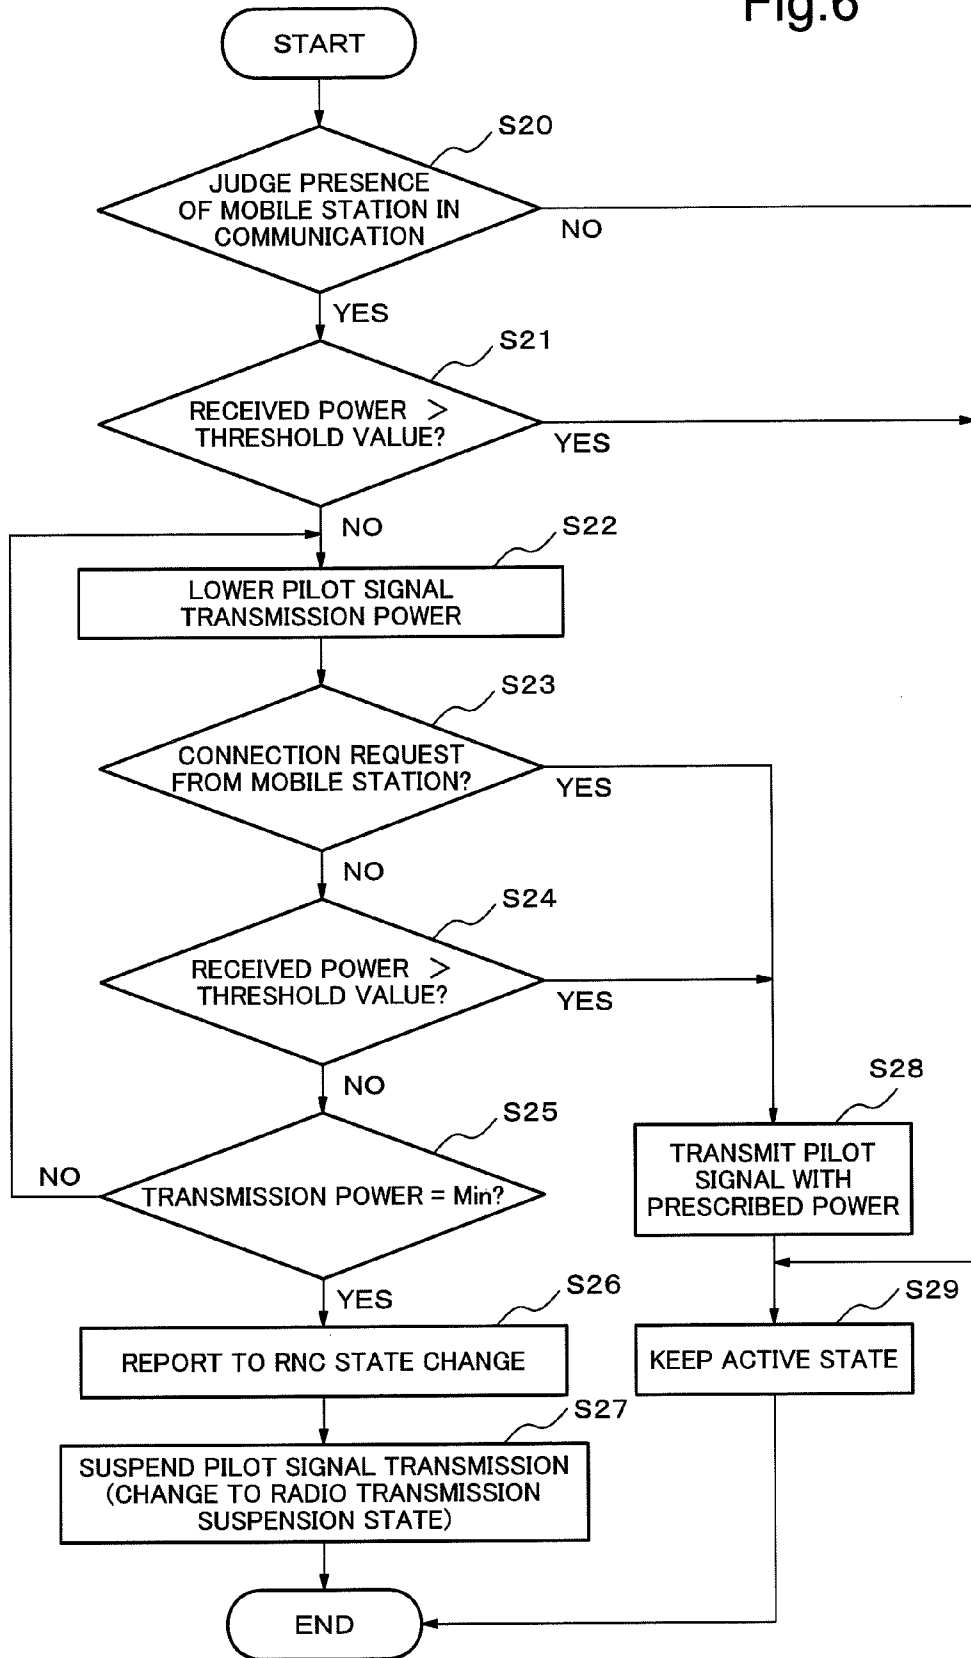 Fig.6
START
S20
JUDGE PRESENCE
OF MOBILE STATION IN
COMMUNICATION
NO
YES
S21
RECEIVED POWER >
THRESHOLD VALUE?
YES
NO
S22
LOWER PILOT SIGNAL
TRANSMISSION POWER
S23
CONNECTION REQUEST
FROM MOBILE STATION?
YES
NO
S24
RECEIVED POWER >
THRESHOLD VALUE?
YES
NO
S25
TRANSMISSION POWER = Min?
NO
YES
S28
TRANSMIT PILOT
SIGNAL WITH
PRESCRIBED POWER
S26
REPORT TO RNC STATE CHANGE
S29
KEEP ACTIVE STATE
S27
SUSPEND PILOT SIGNAL TRANSMISSION
(CHANGE TO RADIO TRANSMISSION
SUSPENSION STATE)
END